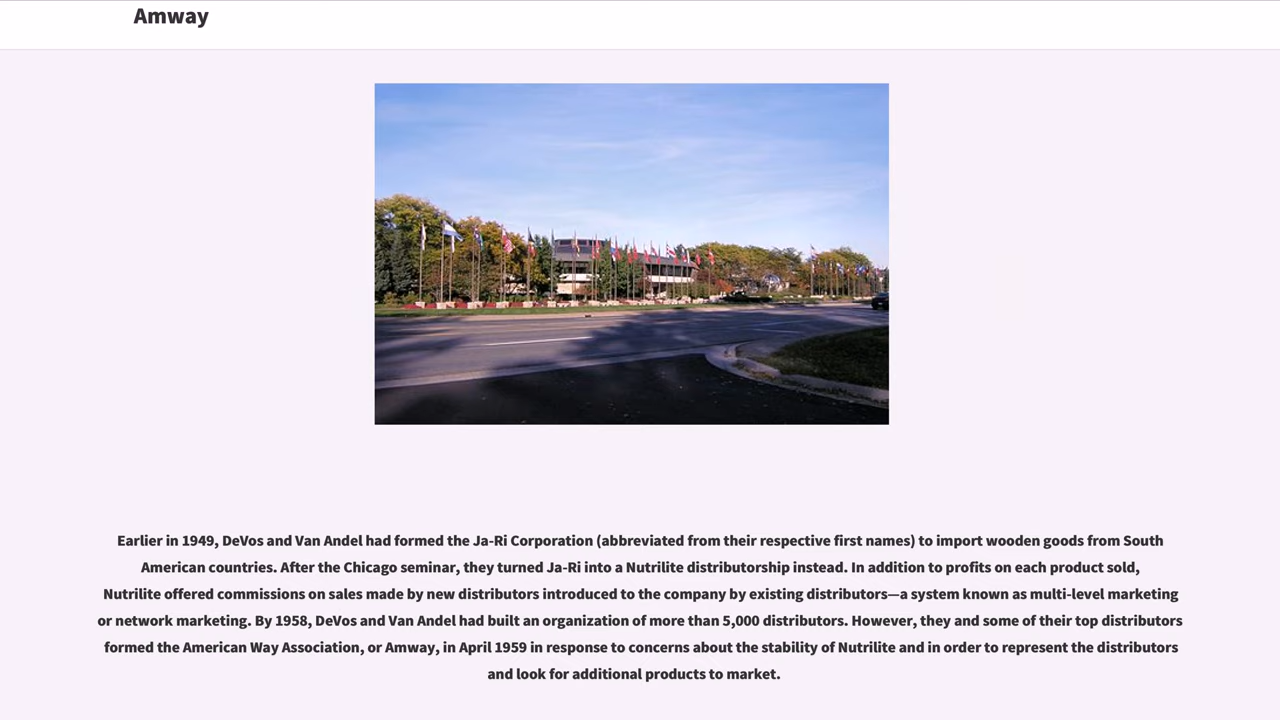 Amway
Earlier in 1949, DeVos and Van Andel had formed the Ja-Ri Corporation (abbreviated from their respective first names) to import wooden goods from South
American countries. After the Chicago seminar, they turned Ja-Ri into a Nutrilite distributorship instead. In addition to profits on each product sold,
Nutrilite offered commissions on sales made by new distributors introduced to the company by existing distributors—a system known as multi-level marketing
or network marketing. By 1958, DeVos and Van Andel had built an organization of more than 5,000 distributors. However, they and some of their top distributors
formed the American Way Association, or Amway, in April 1959 in response to concerns about the stability of Nutrilite and in order to represent the distributors
and look for additional products to market.